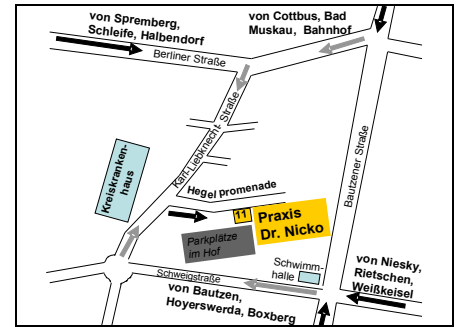 von Spremberg,
Schleife, Halbendorf
von Cottbus, Bad
Muskau, Bahnhof
Berliner Straße
Karl-Liebknecht-Straße
Bautzener Straße
Kreiskranken-
haus
Hegel promenade
11
Praxis
Dr. Nicko
Parkplätze
im Hof
Schwimm-
halle
von Niesky,
Rietschen,
Weißkeisel
Schweigstraße
von Bautzen,
Hoyerswerda, Boxberg